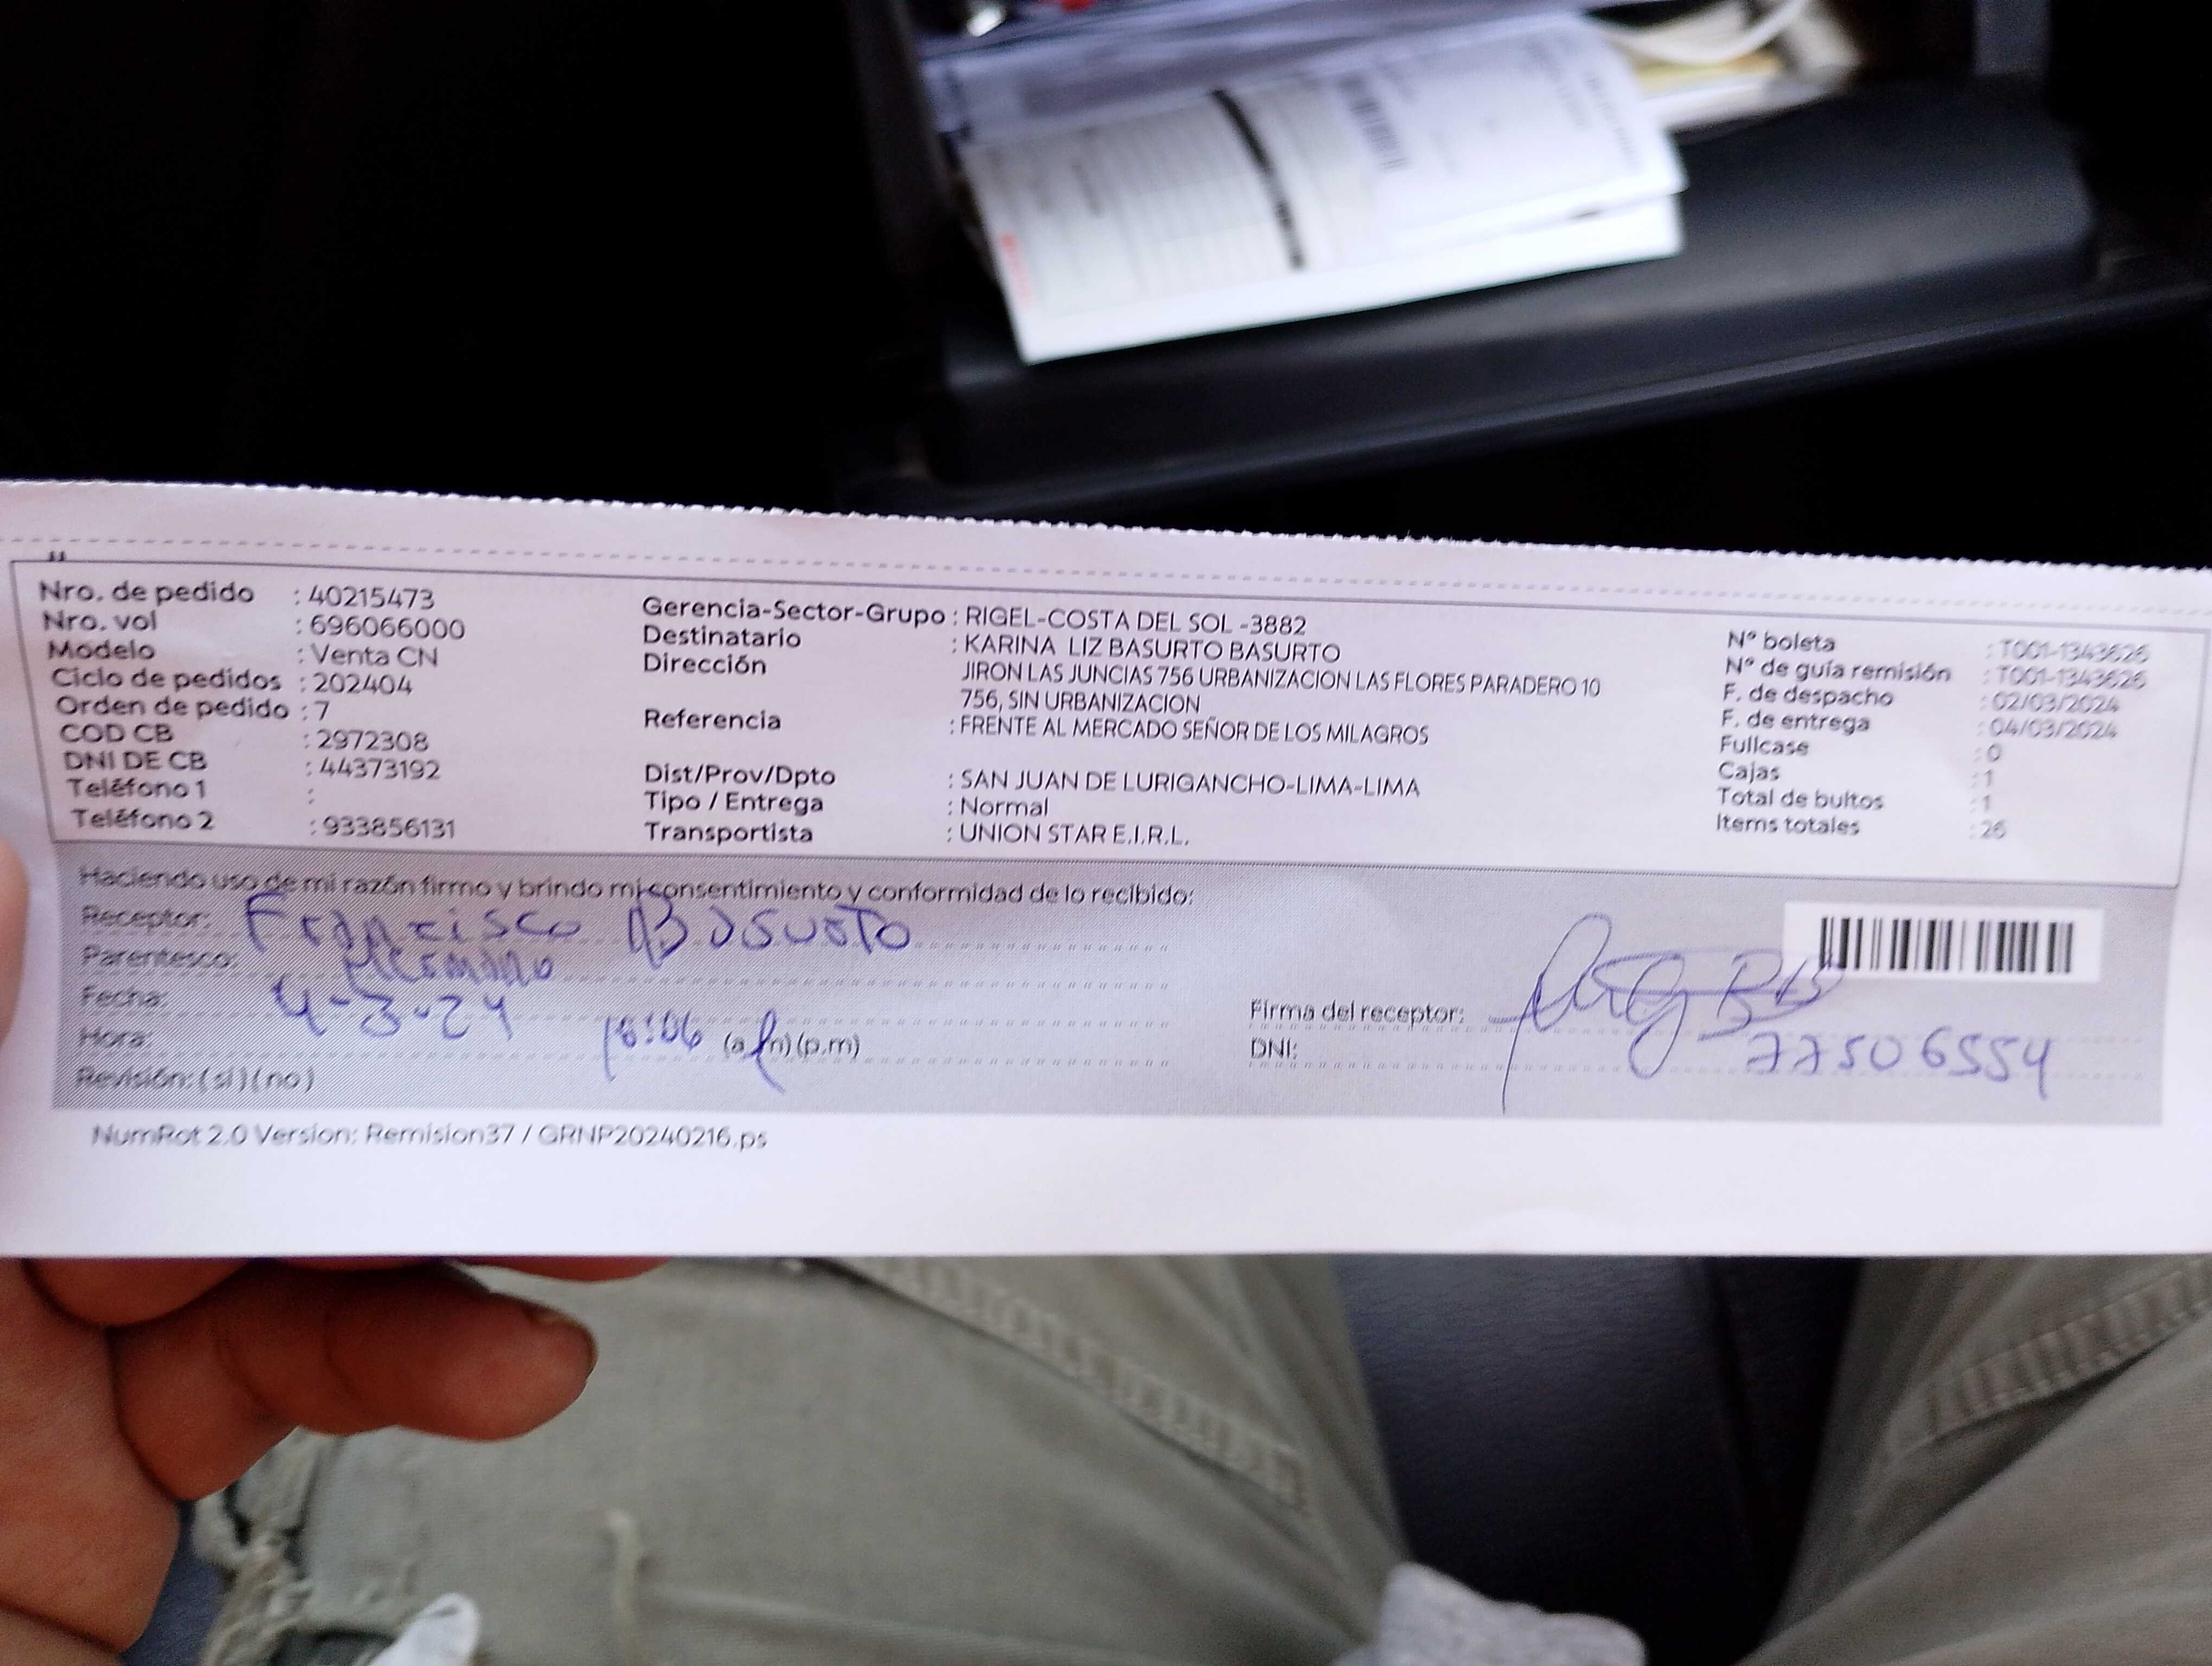 Nro. de pedido : 40215473
Nro. vol : 696066000
Modelo : Venta CN
Ciclo de pedidos : 202404
Orden de pedido : 7
COD CB : 2972308
DNI DE CB : 44373192
Teléfono 1 :
Teléfono 2 : 933856131
Gerencia-Sector-Grupo : RIGEL-COSTA DEL SOL -3882
Destinatario : KARINA LIZ BASURTO BASURTO
Dirección JIRON LAS JUNCIAS 756 URBANIZACION LAS FLORES PARADERO 10
756, SIN URBANIZACION
Referencia : FRENTE AL MERCADO SEÑOR DE LOS MILAGROS
Dist/Prov/Dpto : SAN JUAN DE LURIGANCHO-LIMA-LIMA
Tipo / Entrega : Normal
Transportista : UNION STAR E.I.R.L.
N° boleta : T001-1343626
N° de guía remisión : T001-1343626
F. de despacho : 02/03/2024
F. de entrega : 04/03/2024
Fullcase : 0
Cajas : 1
Total de bultos : 1
Items totales : 26
Haciendo uso de mi razón firmo y brindo mi consentimiento y conformidad de lo recibido:
Receptor: Francisco
Parentesco: Hermano
Fecha: 4-3-24
Hora: (a.m) (p.m)
Revisión: (si) (no)
Firma del receptor:
DNI: 77506554
NumRot 2.0 Version: Remision37 / GRNP20240216.ps